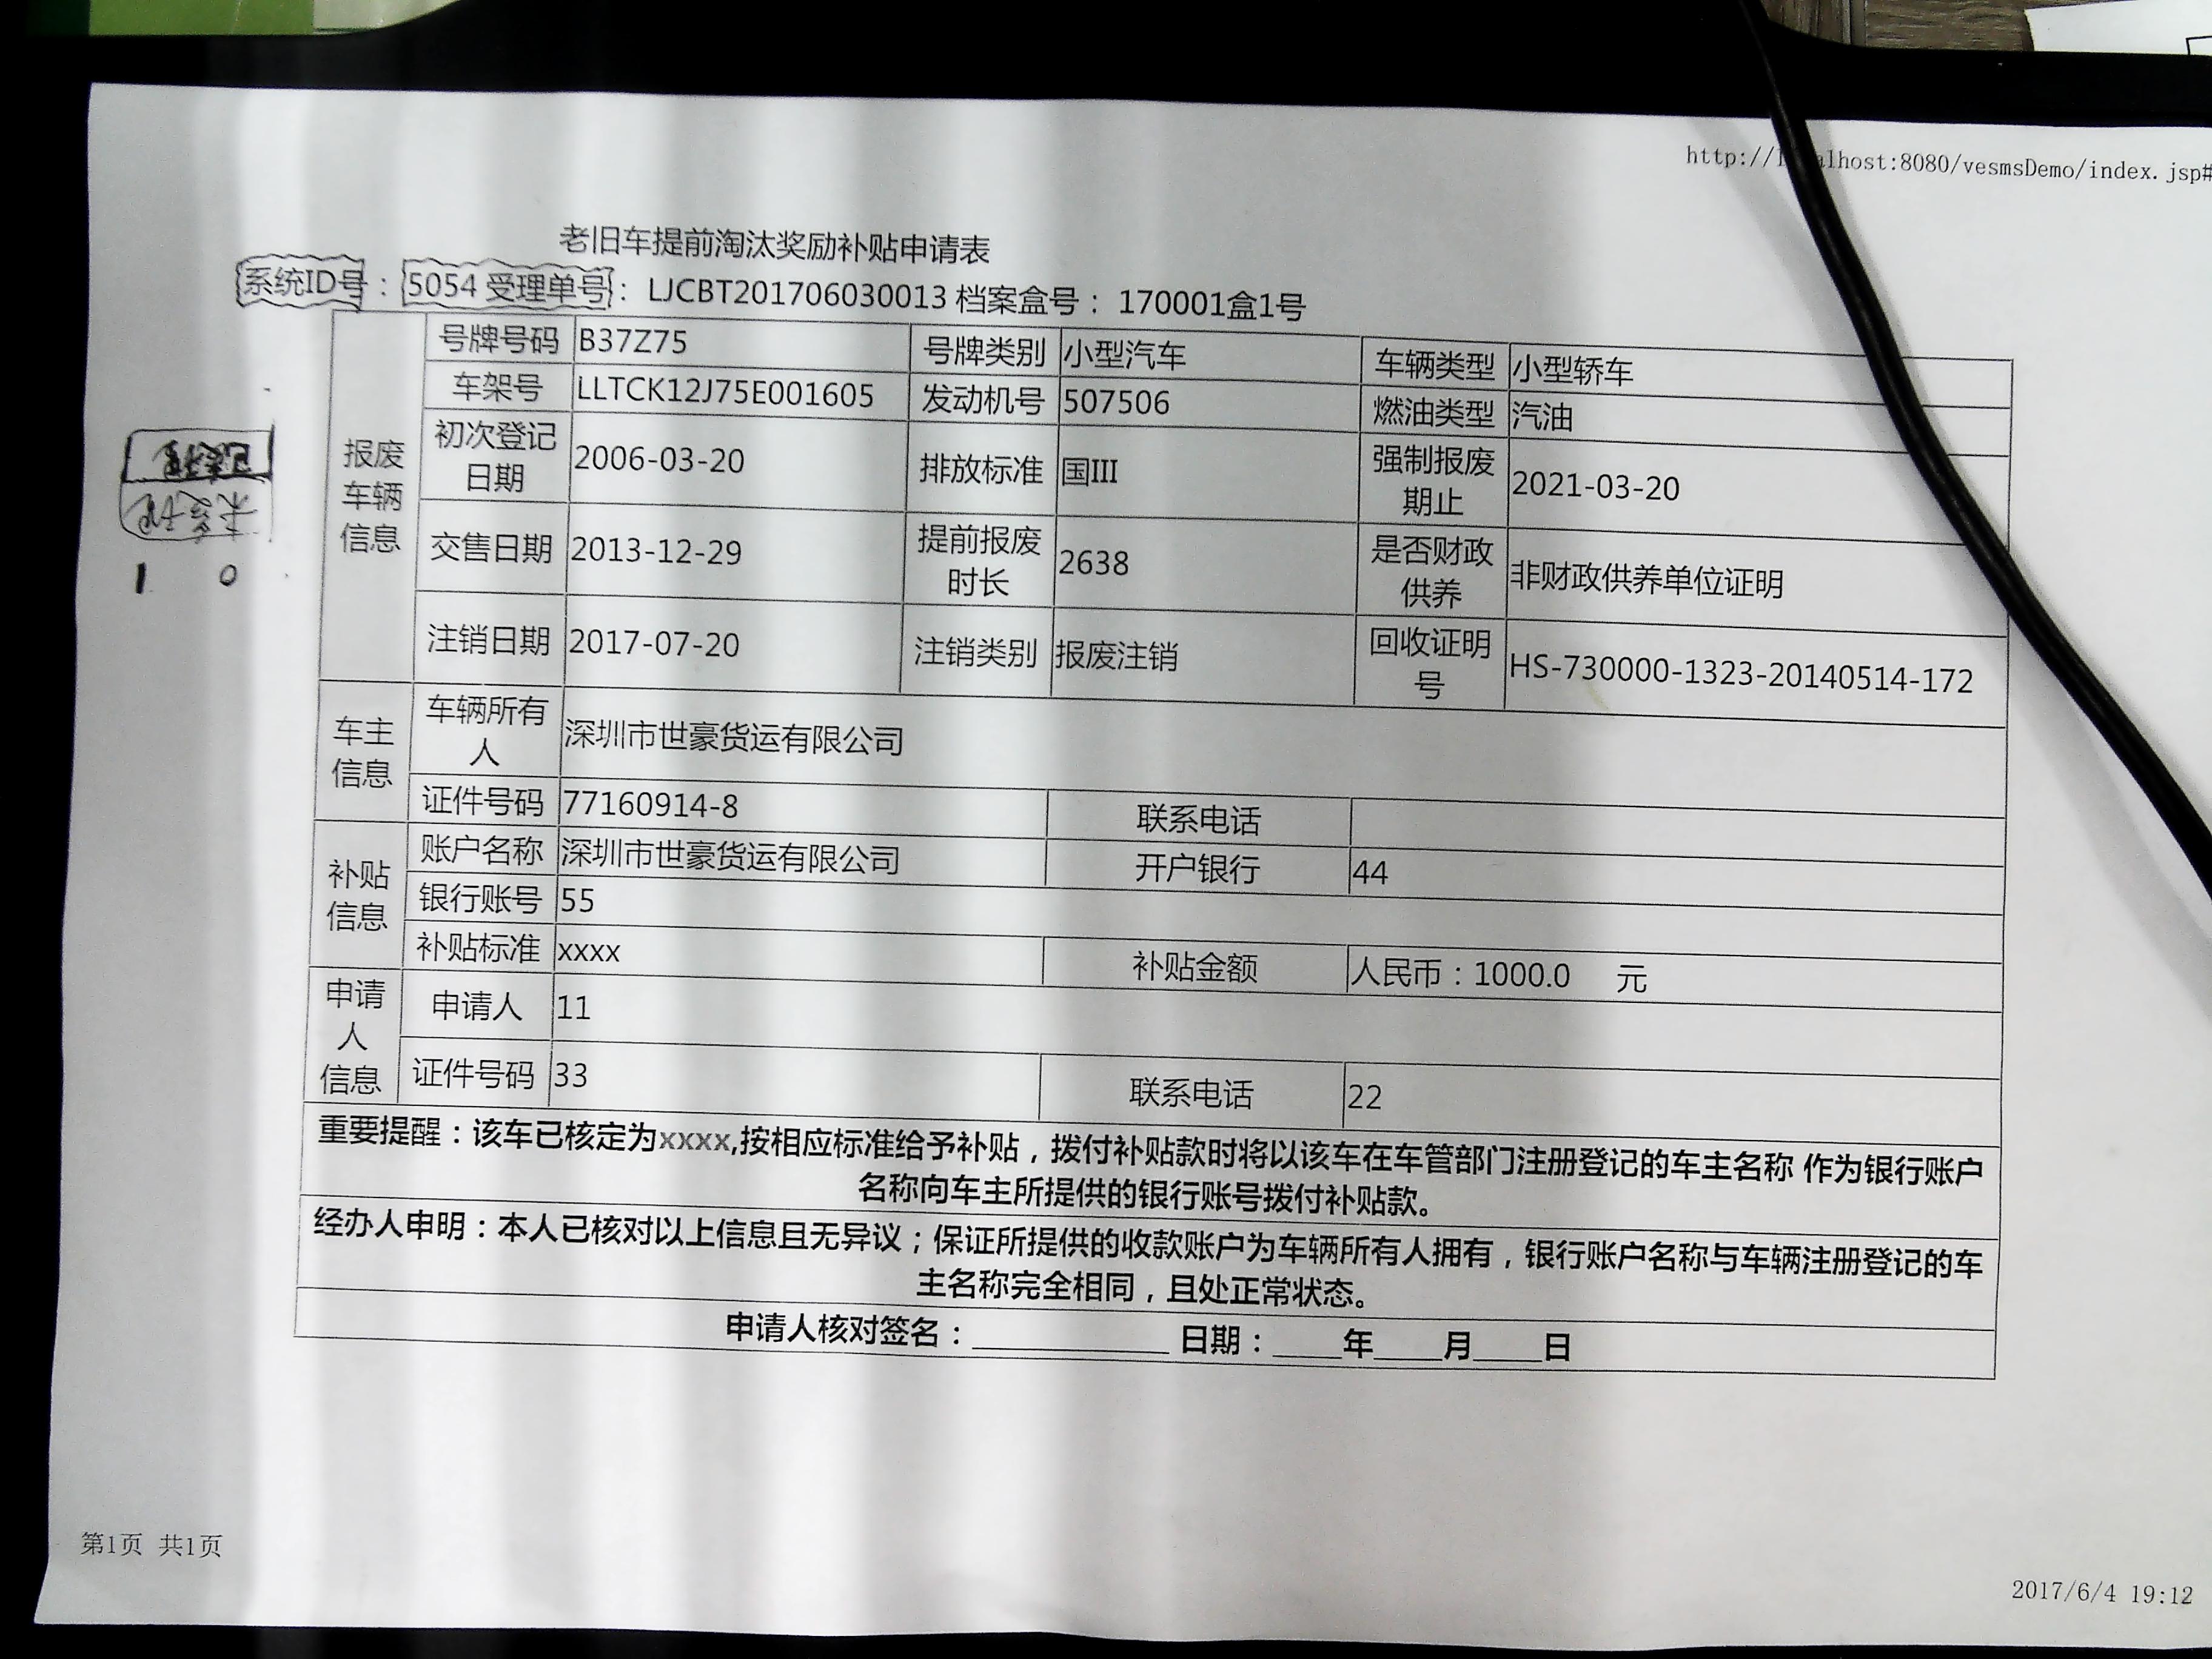 http://localhost:8080/vesmsDemo/index.jsp#
老旧车提前淘汰奖励补贴申请表
系统ID号：5054 受理单号：LJCBT201706030013 档案盒号：170001盒1号
报废车辆信息
号牌号码 B37Z75 号牌类别 小型汽车 车辆类型 小型轿车
车架号 LLTCK12J75E001605 发动机号 507506 燃油类型 汽油
初次登记日期 2006-03-20 排放标准 国III 强制报废期止 2021-03-20
交售日期 2013-12-29 提前报废时长 2638 是否财政供养 非财政供养单位证明
注销日期 2017-07-20 注销类别 报废注销 回收证明号 HS-730000-1323-20140514-172
车主信息
车辆所有人 深圳市世豪货运有限公司
证件号码 77160914-8 联系电话
补贴信息
账户名称 深圳市世豪货运有限公司 开户银行 44
银行账号 55
补贴标准 xxxx 补贴金额 人民币：1000.0 元
申请人信息
申请人 11
证件号码 33 联系电话 22
重要提醒：该车已核定为xxxx,按相应标准给予补贴，拨付补贴款时将以该车在车管部门注册登记的车主名称 作为银行账户
名称向车主所提供的银行账号拨付补贴款。
经办人申明：本人已核对以上信息且无异议；保证所提供的收款账户为车辆所有人拥有，银行账户名称与车辆注册登记的车
主名称完全相同，且处正常状态。
申请人核对签名：____________ 日期：____年____月____日
1 0
第1页 共1页
2017/6/4 19:12